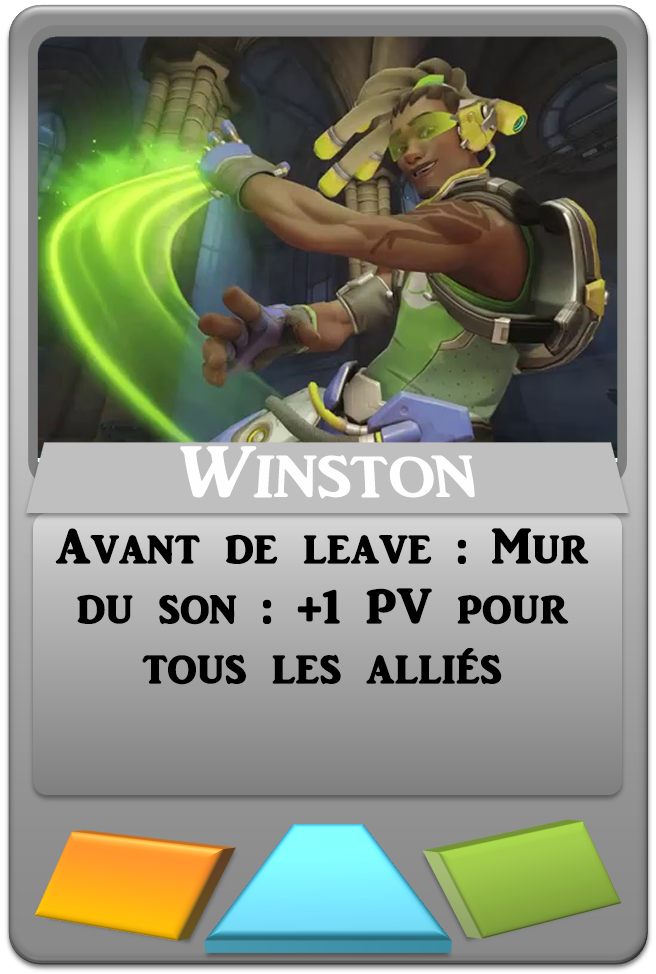 Winston
Avant de leave : Mur
du son : +1 PV pour
tous les alliés